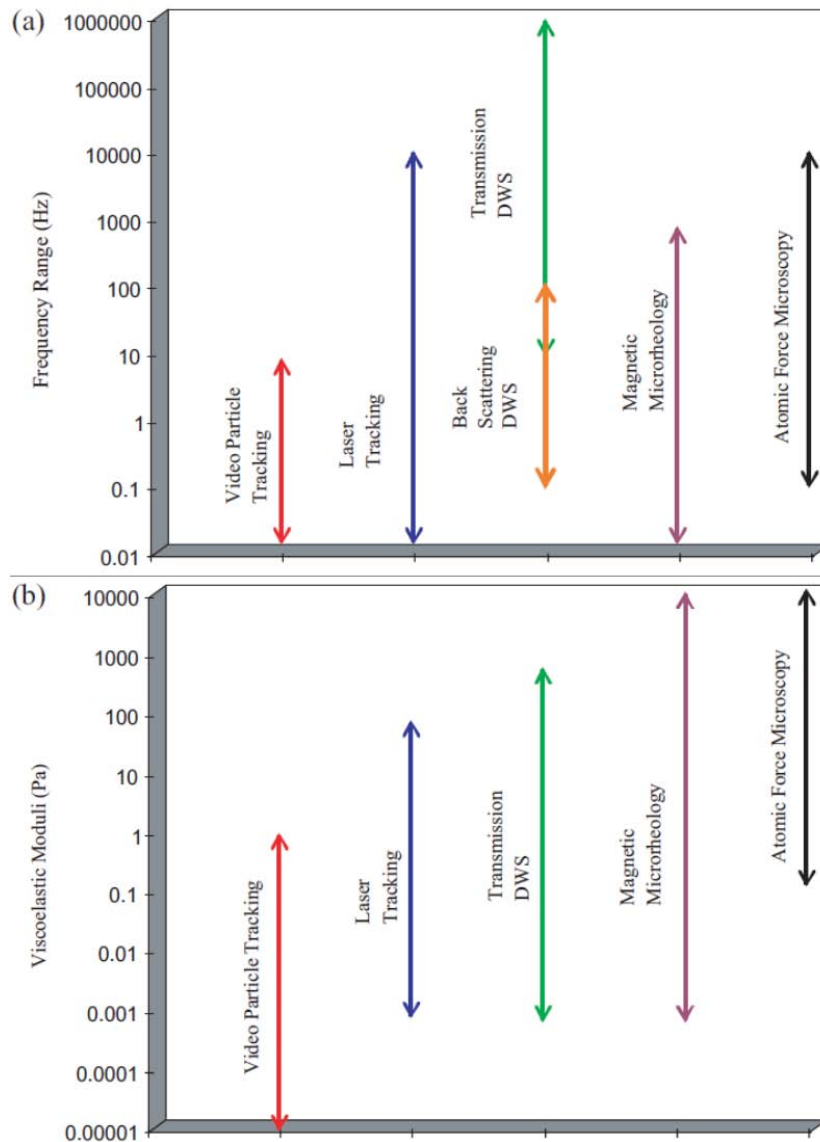 (a)
1000000
100000
10000
1000
100
10
1
0.1
0.01
Frequency Range (Hz)
Video Particle
Tracking
Laser
Tracking
Transmission
DWS
Back
Scattering
DWS
Magnetic
Microrheology
Atomic Force Microscopy
(b)
10000
1000
100
10
1
0.1
0.01
0.001
0.0001
0.00001
Viscoelastic Moduli (Pa)
Video Particle Tracking
Laser
Tracking
Transmission
DWS
Magnetic
Microrheology
Atomic Force Microscopy